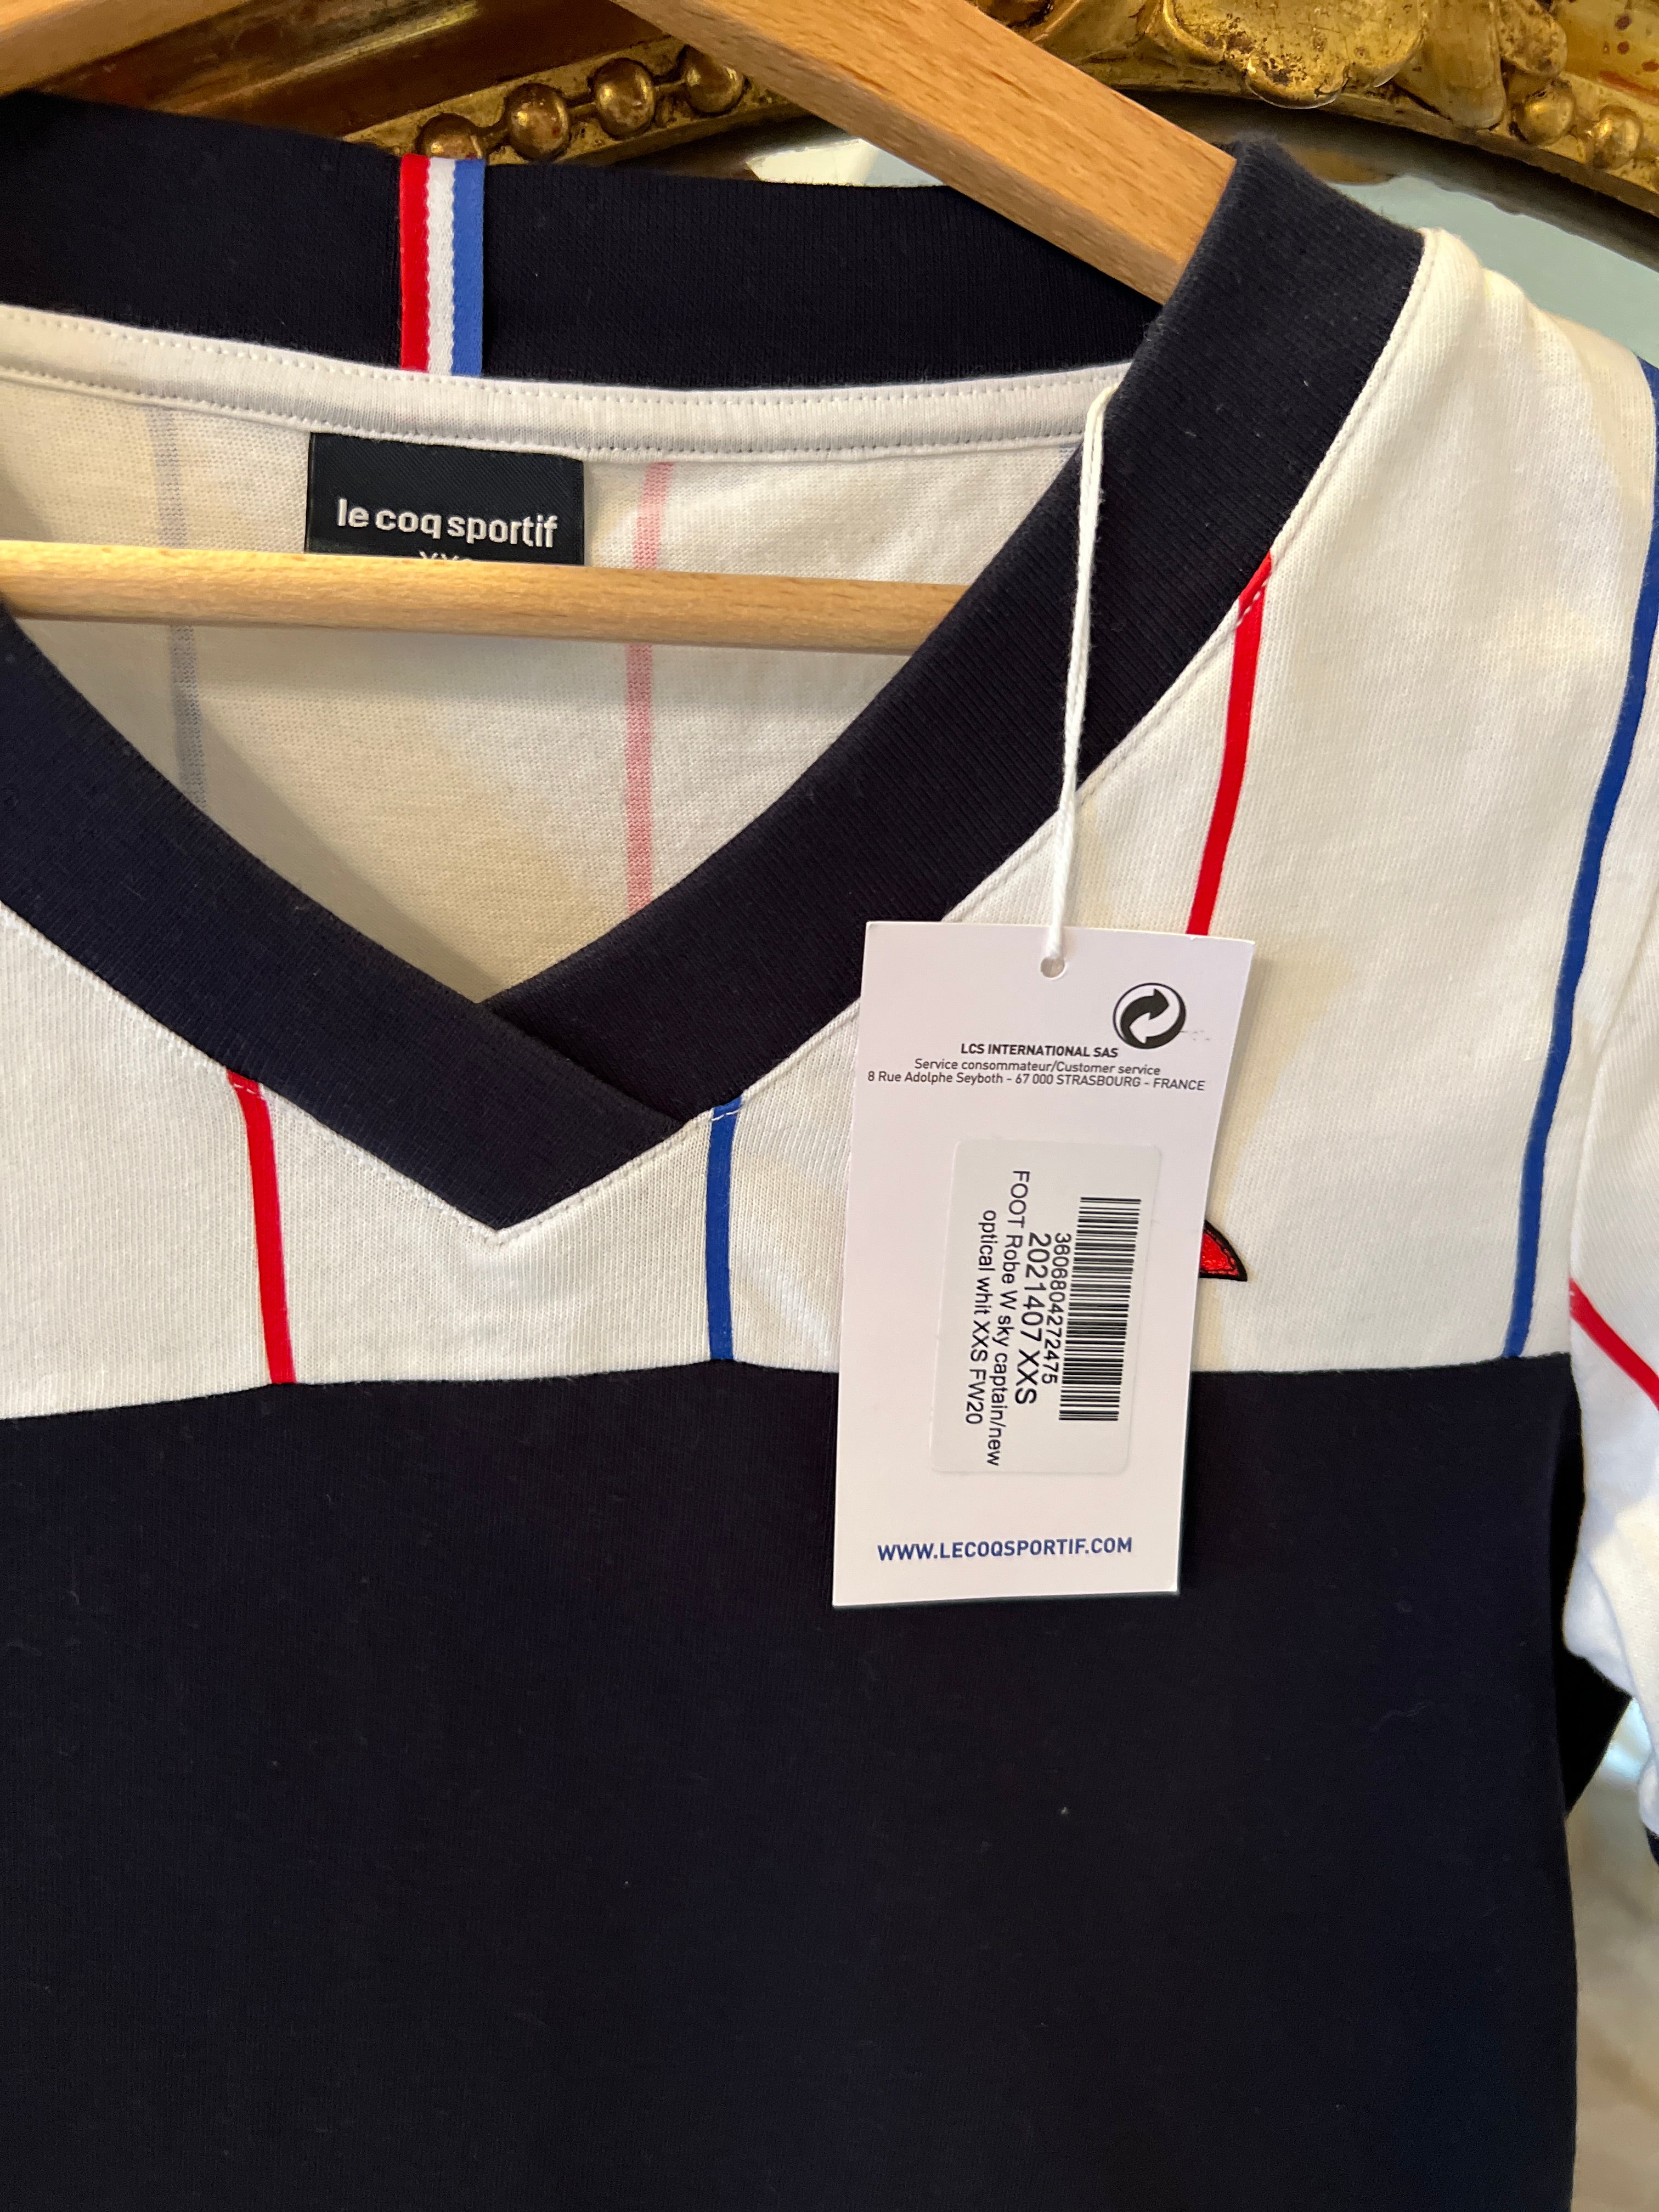 le coq sportif
LCS INTERNATIONAL SAS
Service consommateur/Customer service
8 Rue Adolphe Seyboth - 67 000 STRASBOURG - FRANCE
3606804272475
2021407 XXS
FOOT Robe W sky captain/new
optical whit XXS FW20
WWW.LECOQSPORTIF.COM